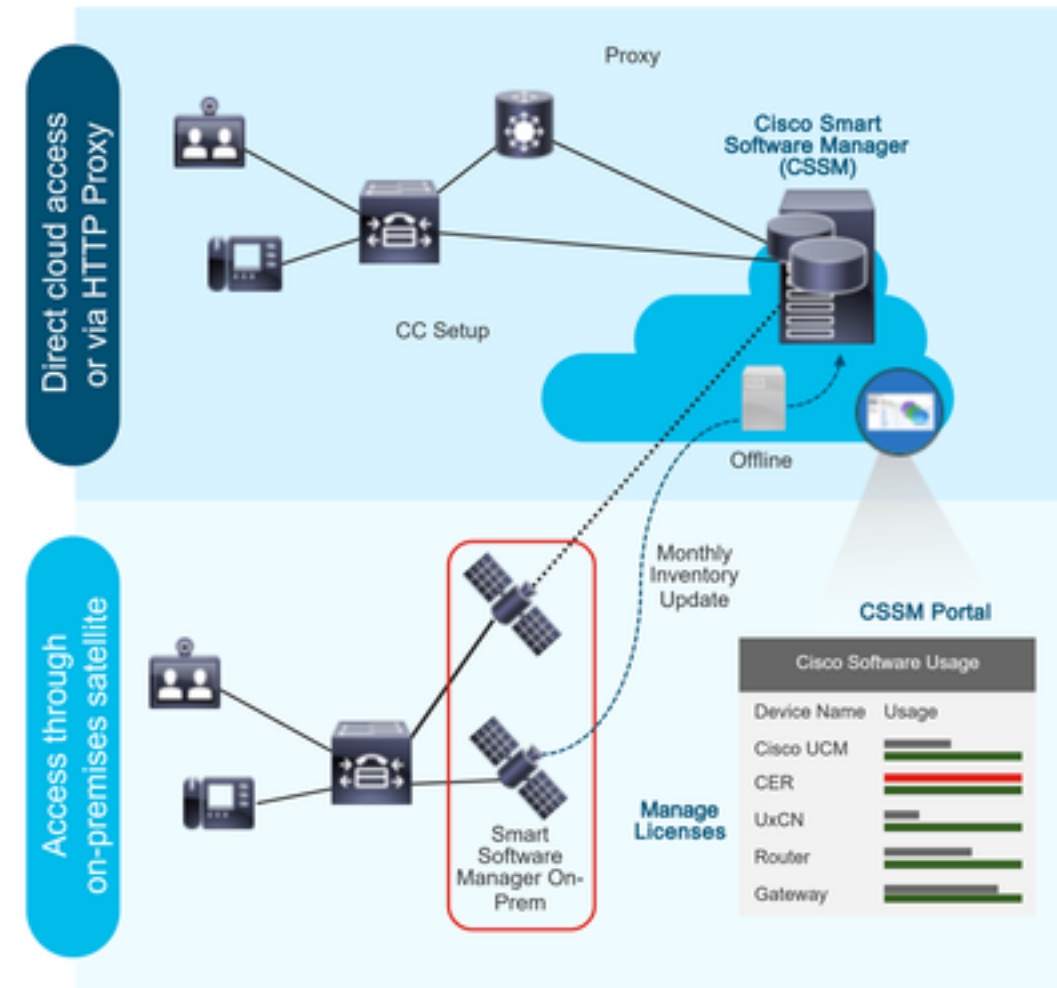 Direct cloud access
or via HTTP Proxy
Proxy
Cisco Smart
Software Manager
(CSSM)
CC Setup
Offline
Access through
on-premises satellite
Monthly
Inventory
Update
Smart
Software
Manager On-
Prem
Manage
Licenses
CSSM Portal
Cisco Software Usage
Device Name Usage
Cisco UCM
CER
UxCN
Router
Gateway